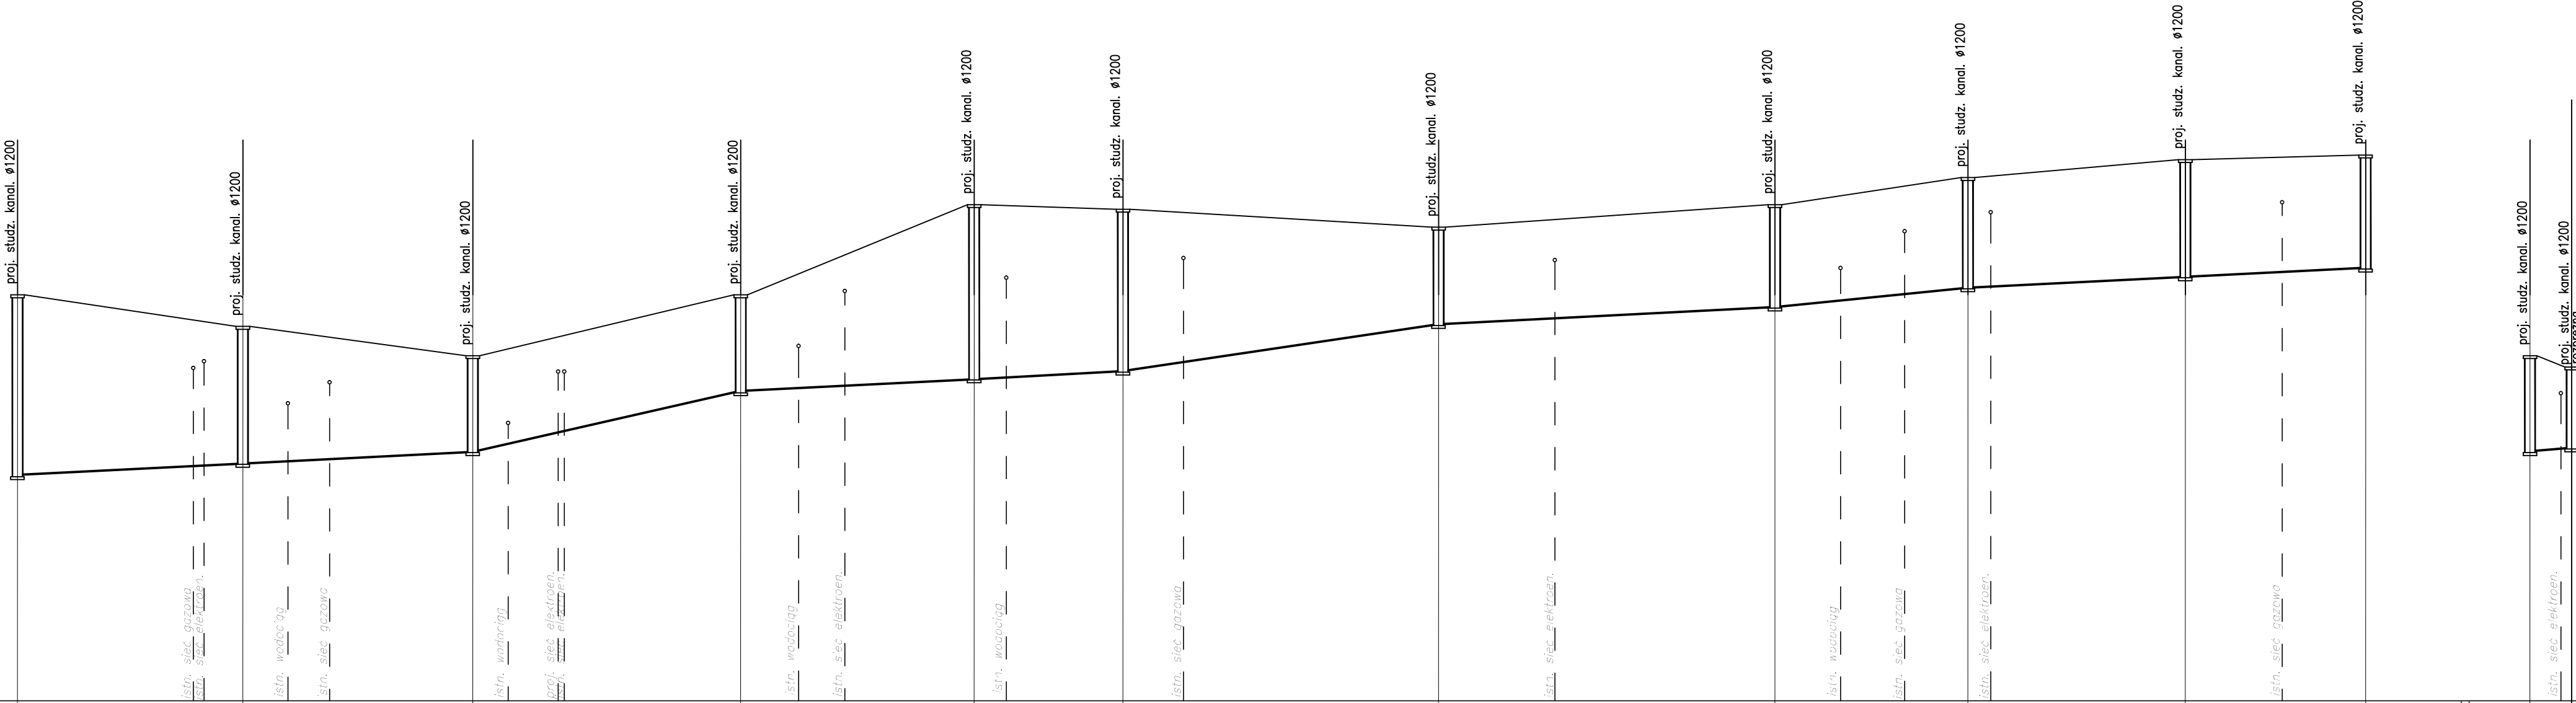 proj. studz. kanal. ø1200
proj. studz. kanal. ø1200
proj. studz. kanal. ø1200
proj. studz. kanal. ø1200
proj. studz. kanal. ø1200
proj. studz. kanal. ø1200
proj. studz. kanal. ø1200
proj. studz. kanal. ø1200
proj. studz. kanal. ø1200
proj. studz. kanal. ø1200
proj. studz. kanal. ø1200
proj. studz. kanal. ø1200
proj. studz. kanal. ø1200
istn. sieć gazowa
istn. sieć elektroen.
istn. wodociąg
istn. sieć gazowa
istn. wodociąg
proj. sieć elektroen.
istn. sieć elektroen.
istn. wodociąg
istn. sieć elektroen.
istn. wodociąg
istn. sieć gazowa
istn. sieć elektroen.
istn. wodociąg
istn. sieć gazowa
istn. sieć elektroen.
istn. sieć gazowa
istn. sieć elektroen.